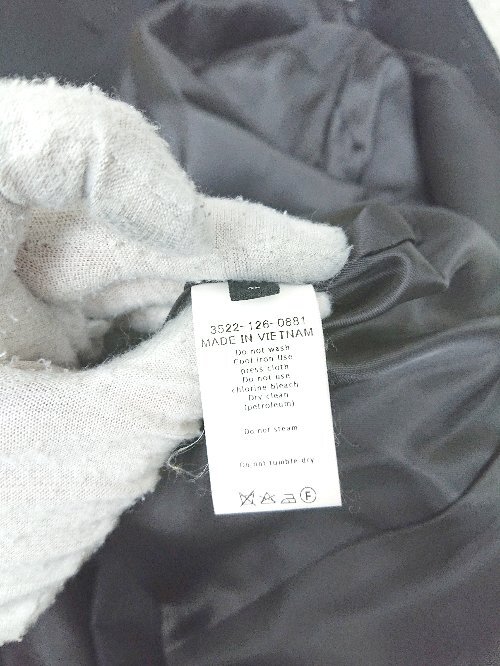 3522-126-0881
MADE IN VIETNAM
Do not wash
Cool iron Use
press cloth
Do not use
chlorine bleach
Dry clean
(petroleum)
Do not steam
Do not tumble dry
F